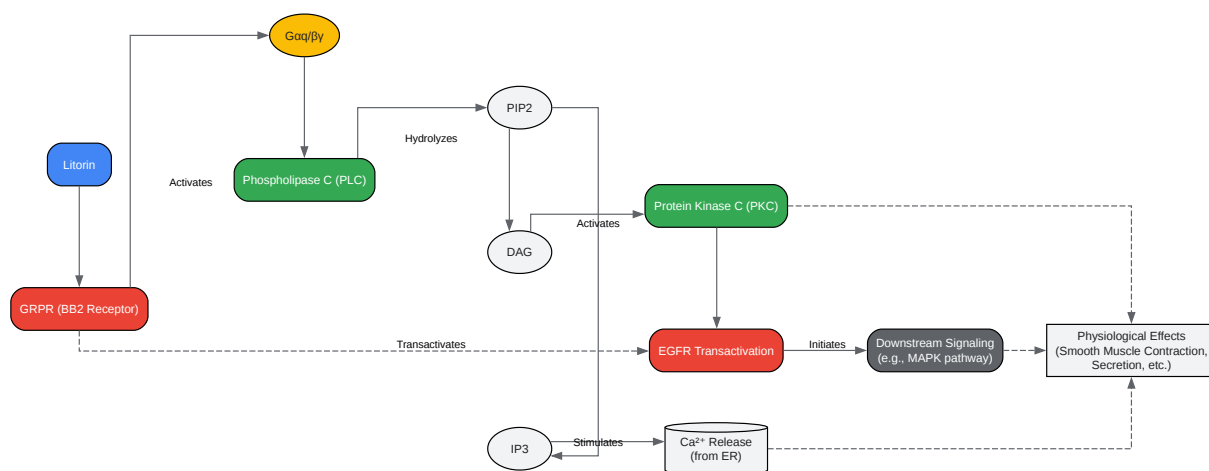 Gαq/βγ
PIP2
Hydrolyzes
Litorin
Activates
Phospholipase C (PLC)
Protein Kinase C (PKC)
Activates
DAG
GRPR (BB2 Receptor)
Transactivates
EGFR Transactivation
Initiates
Downstream Signaling
(e.g., MAPK pathway)
Physiological Effects
(Smooth Muscle Contraction,
Secretion, etc.)
IP3
Stimulates
Ca²⁺ Release
(from ER)